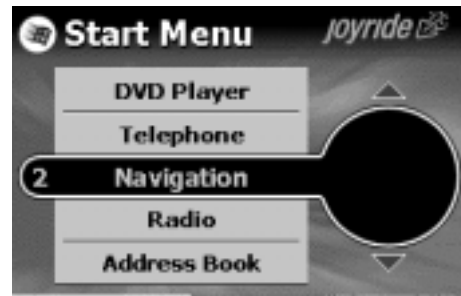 Start Menu joyride
DVD Player
Telephone
2 Navigation
Radio
Address Book